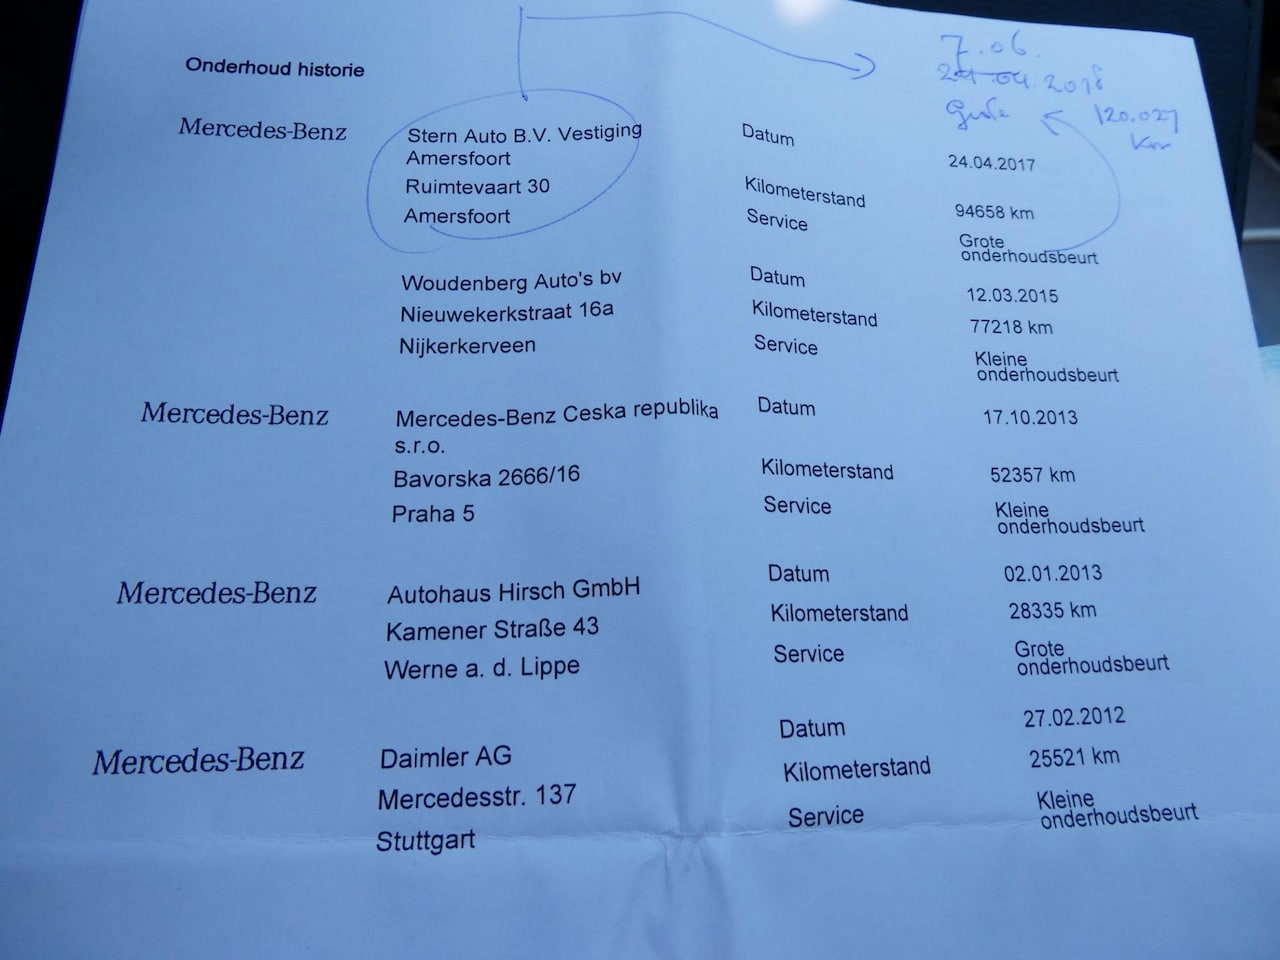 7.06.
24.04.2018
Onderhoud historie
Grote
120.027
km
Mercedes-Benz
Stern Auto B.V. Vestiging
Amersfoort
Ruimtevaart 30
Amersfoort
Datum
24.04.2017
Kilometerstand
94658 km
Service
Grote
onderhoudsbeurt
Woudenberg Auto's bv
Nieuwekerkstraat 16a
Nijkerkerveen
Datum
12.03.2015
Kilometerstand
77218 km
Service
Kleine
onderhoudsbeurt
Mercedes-Benz
Mercedes-Benz Ceska republika
s.r.o.
Bavorska 2666/16
Praha 5
Datum
17.10.2013
Kilometerstand
52357 km
Service
Kleine
onderhoudsbeurt
Mercedes-Benz
Autohaus Hirsch GmbH
Kamener Straße 43
Werne a. d. Lippe
Datum
02.01.2013
Kilometerstand
28335 km
Service
Grote
onderhoudsbeurt
Mercedes-Benz
Daimler AG
Mercedesstr. 137
Stuttgart
Datum
27.02.2012
Kilometerstand
25521 km
Service
Kleine
onderhoudsbeurt